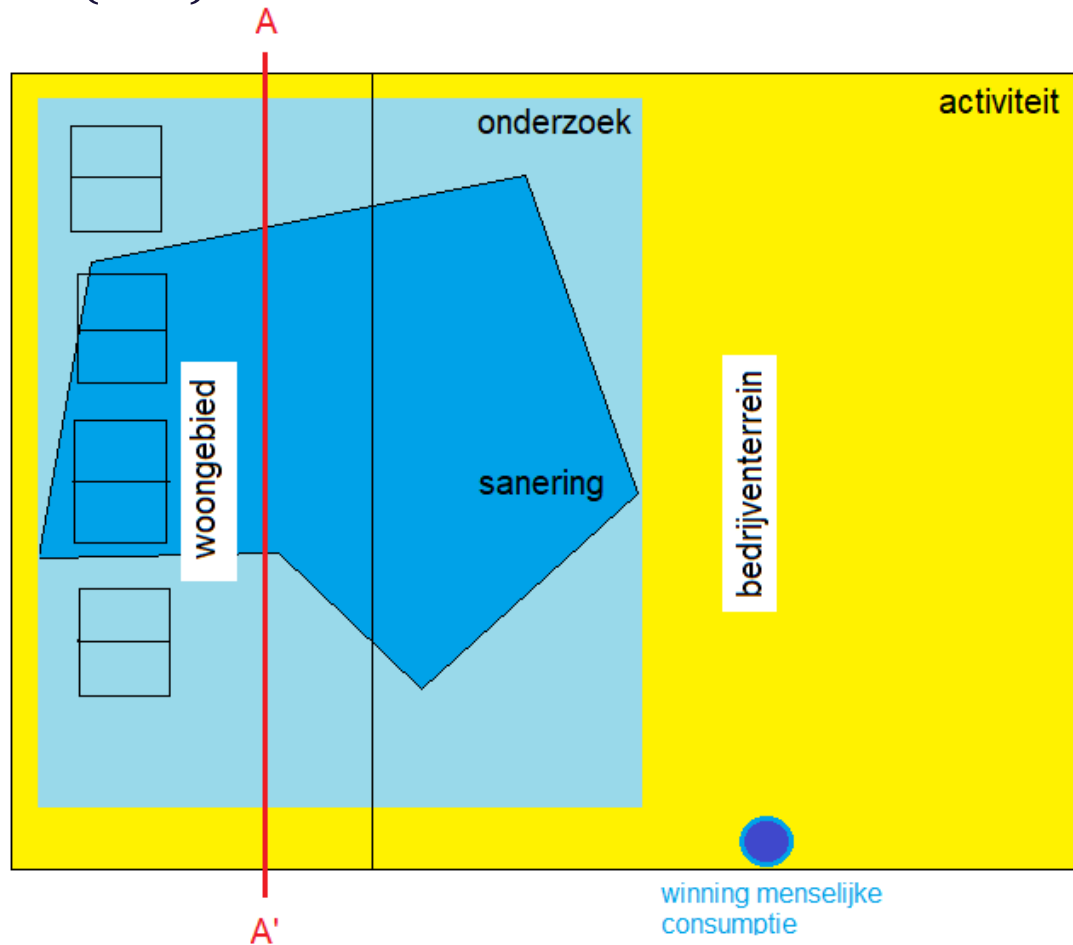 A
activiteit
onderzoek
woongebied
sanering
bedrijventerrein
winning menselijke
consumptie
A'